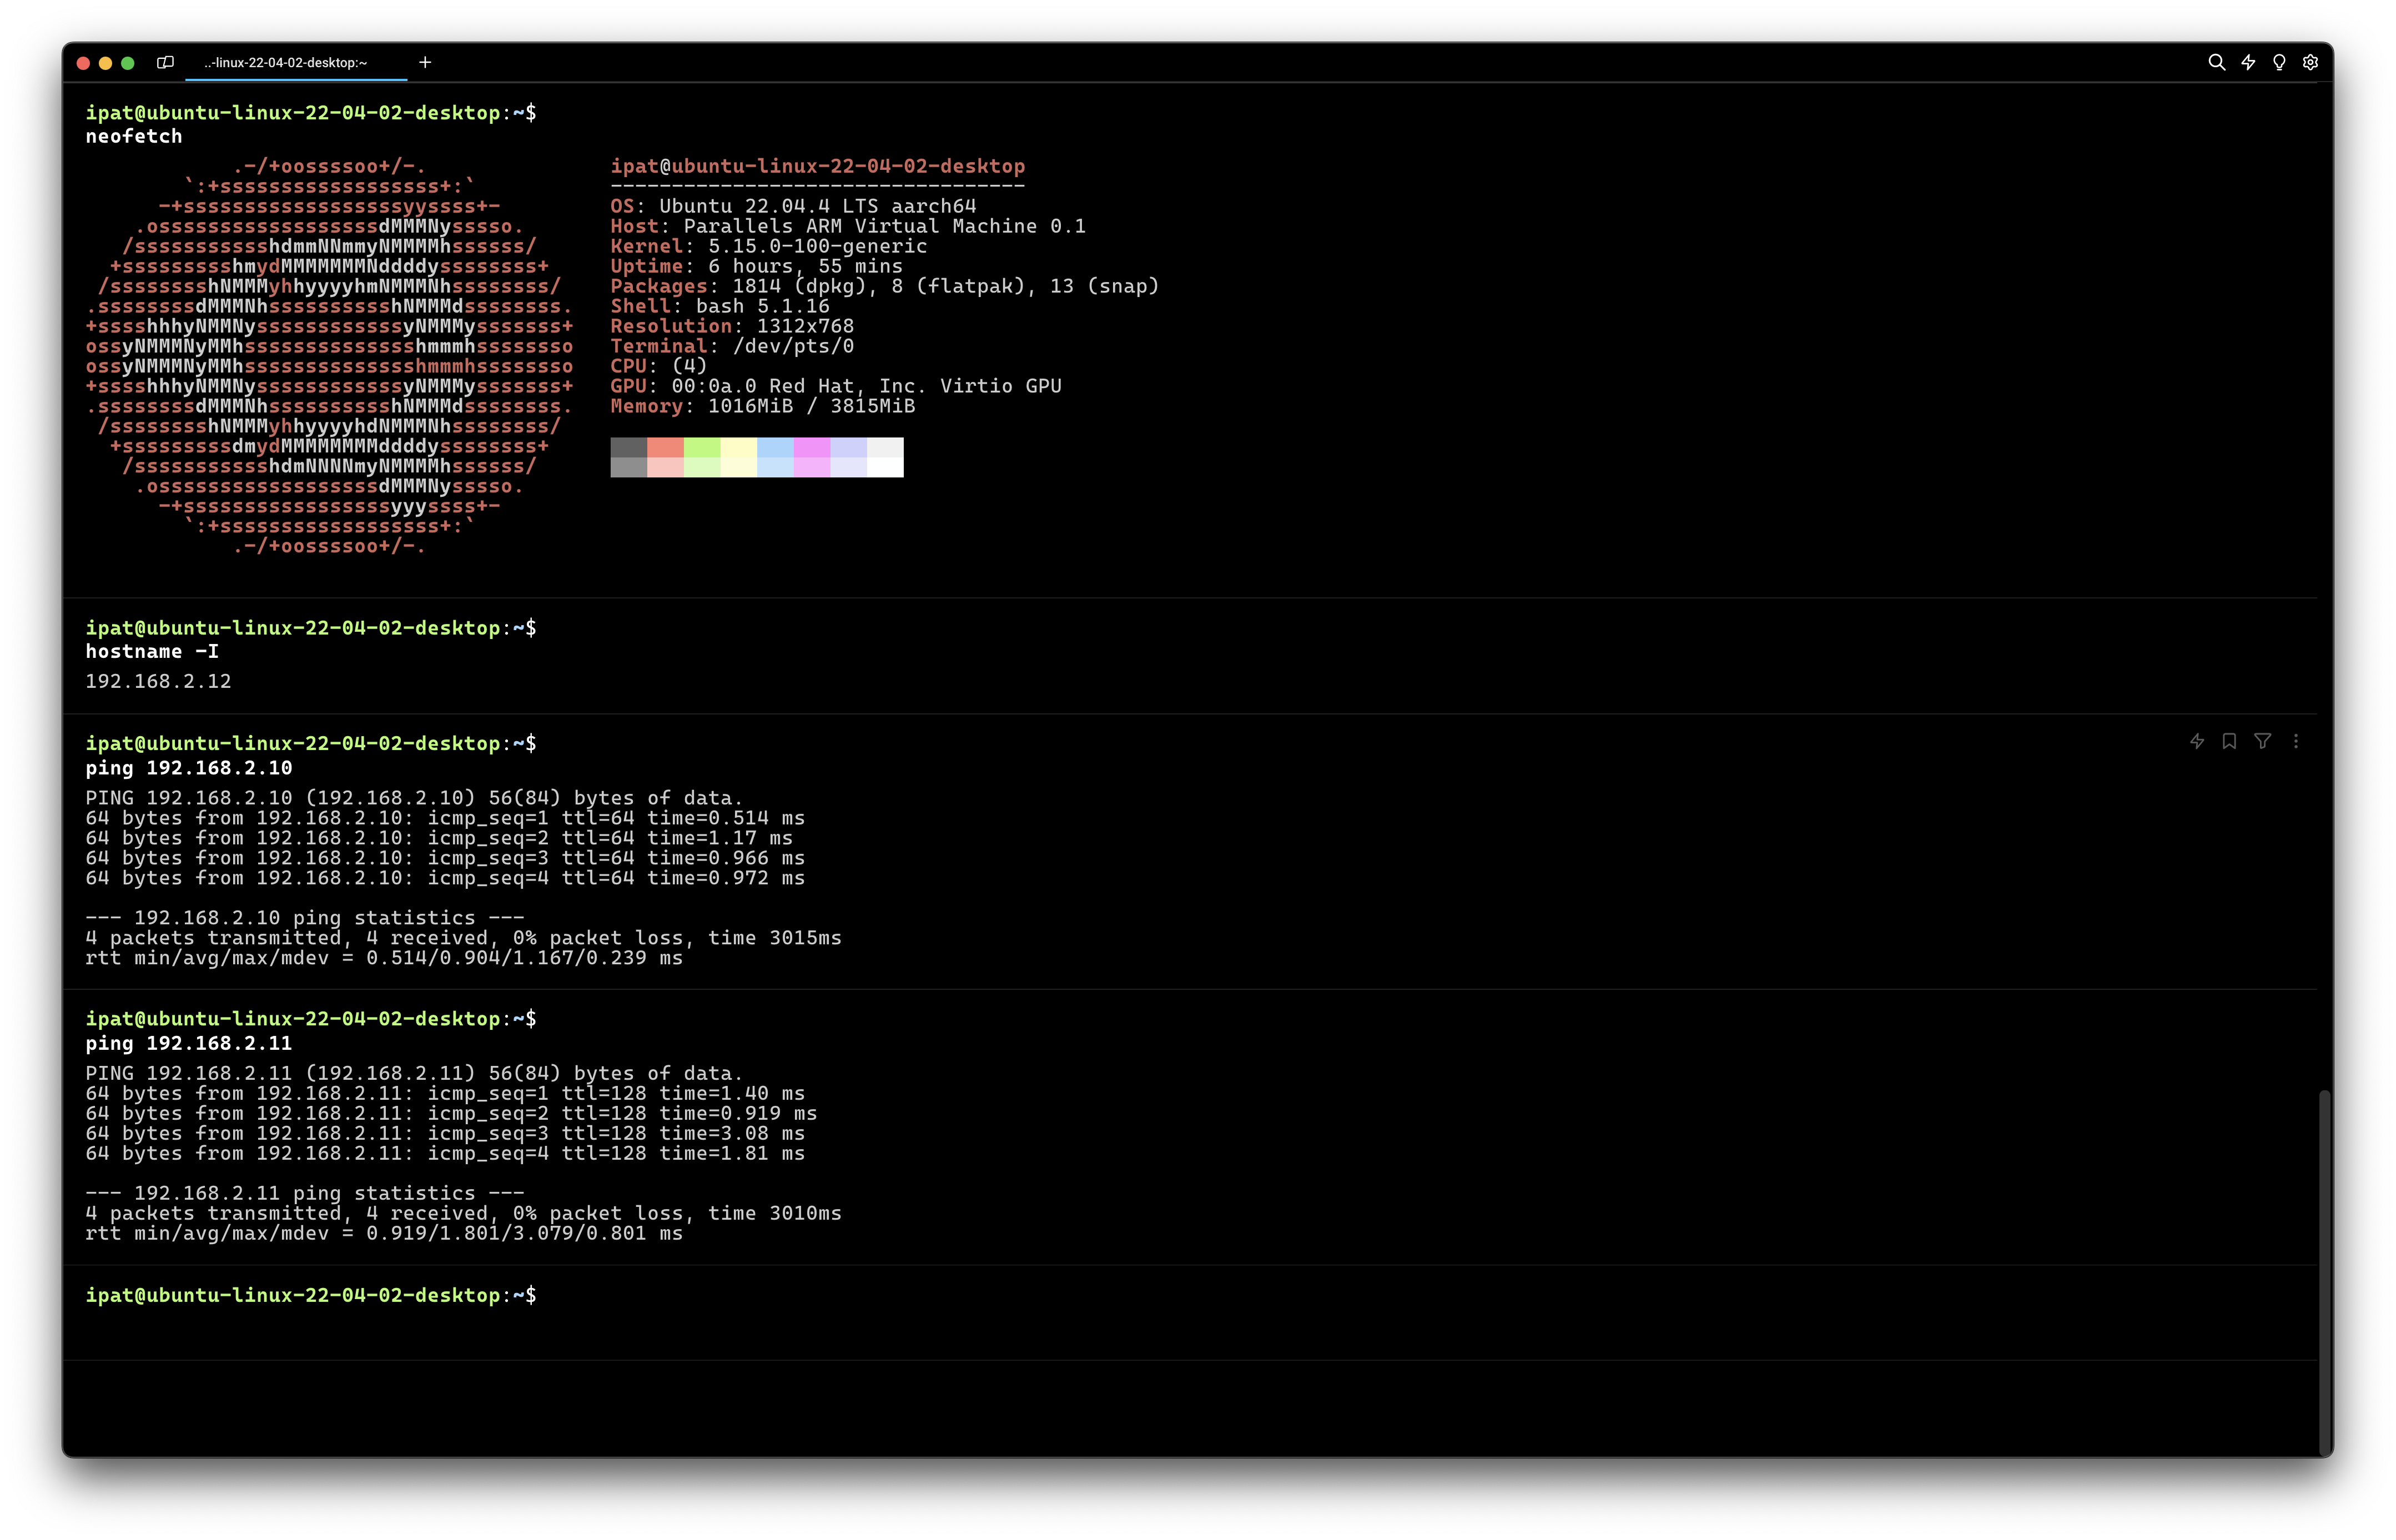 ..-linux-22-04-02-desktop:~
ipat@ubuntu-linux-22-04-02-desktop:~$
neofetch
            .-/+oossssoo+/-.
        `:+ssssssssssssssssss+:`
      -+ssssssssssssssssssyyssss+-
    .ossssssssssssssssssdMMMNysssso.
   /ssssssssssshdmmNNmmyNMMMMhssssss/
  +ssssssssshmydMMMMMMMNddddyssssssss+
 /sssssssshNMMMyhhyyyyhmNMMMNhssssssss/
.ssssssssdMMMNhsssssssssshNMMMdssssssss.
+sssshhhyNMMNyssssssssssssyNMMMysssssss+
ossyNMMMNyMMhsssssssssssssshmmmhssssssso
ossyNMMMNyMMhsssssssssssssshmmmhssssssso
+sssshhhyNMMNyssssssssssssyNMMMysssssss+
.ssssssssdMMMNhsssssssssshNMMMdssssssss.
 /sssssssshNMMMyhhyyyyhdNMMMNhssssssss/
  +sssssssssdmydMMMMMMMMddddyssssssss+
   /ssssssssssshdmNNNNmyNMMMMhssssss/
    .ossssssssssssssssssdMMMNysssso.
      -+sssssssssssssssssyyyssss+-
        `:+ssssssssssssssssss+:`
            .-/+oossssoo+/-.
ipat@ubuntu-linux-22-04-02-desktop
----------------------------------
OS: Ubuntu 22.04.4 LTS aarch64
Host: Parallels ARM Virtual Machine 0.1
Kernel: 5.15.0-100-generic
Uptime: 6 hours, 55 mins
Packages: 1814 (dpkg), 8 (flatpak), 13 (snap)
Shell: bash 5.1.16
Resolution: 1312x768
Terminal: /dev/pts/0
CPU: (4)
GPU: 00:0a.0 Red Hat, Inc. Virtio GPU
Memory: 1016MiB / 3815MiB
ipat@ubuntu-linux-22-04-02-desktop:~$
hostname -I
192.168.2.12
ipat@ubuntu-linux-22-04-02-desktop:~$
ping 192.168.2.10
PING 192.168.2.10 (192.168.2.10) 56(84) bytes of data.
64 bytes from 192.168.2.10: icmp_seq=1 ttl=64 time=0.514 ms
64 bytes from 192.168.2.10: icmp_seq=2 ttl=64 time=1.17 ms
64 bytes from 192.168.2.10: icmp_seq=3 ttl=64 time=0.966 ms
64 bytes from 192.168.2.10: icmp_seq=4 ttl=64 time=0.972 ms
--- 192.168.2.10 ping statistics ---
4 packets transmitted, 4 received, 0% packet loss, time 3015ms
rtt min/avg/max/mdev = 0.514/0.904/1.167/0.239 ms
ipat@ubuntu-linux-22-04-02-desktop:~$
ping 192.168.2.11
PING 192.168.2.11 (192.168.2.11) 56(84) bytes of data.
64 bytes from 192.168.2.11: icmp_seq=1 ttl=128 time=1.40 ms
64 bytes from 192.168.2.11: icmp_seq=2 ttl=128 time=0.919 ms
64 bytes from 192.168.2.11: icmp_seq=3 ttl=128 time=3.08 ms
64 bytes from 192.168.2.11: icmp_seq=4 ttl=128 time=1.81 ms
--- 192.168.2.11 ping statistics ---
4 packets transmitted, 4 received, 0% packet loss, time 3010ms
rtt min/avg/max/mdev = 0.919/1.801/3.079/0.801 ms
ipat@ubuntu-linux-22-04-02-desktop:~$